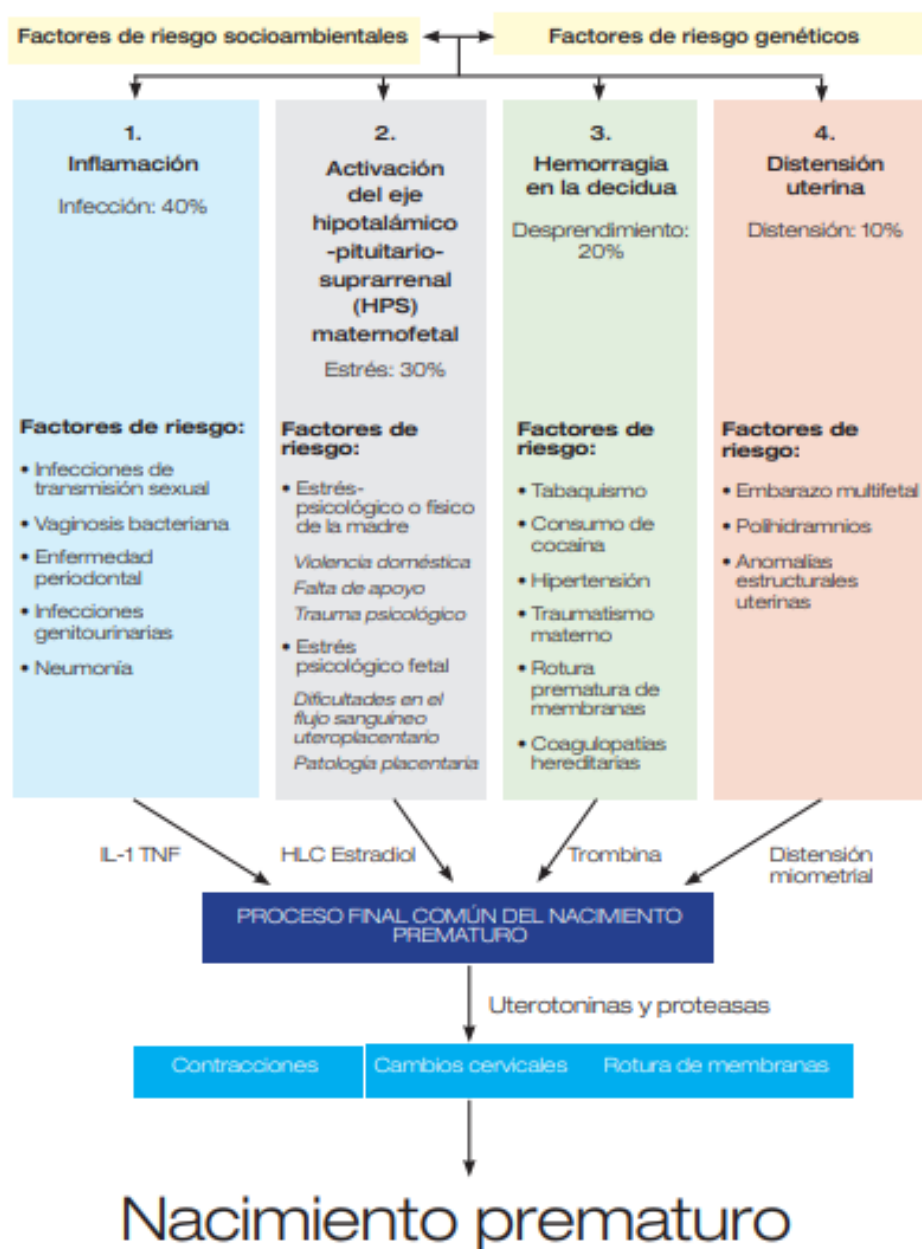 Factores de riesgo socioambientales
Factores de riesgo genéticos
1.
Inflamación
Infección: 40%
Factores de riesgo:
• Infecciones de
transmisión sexual
• Vaginosis bacteriana
• Enfermedad
periodontal
• Infecciones
genitourinarias
• Neumonía
2.
Activación
del eje
hipotalámico
-pituitario-
suprarrenal
(HPS)
maternofetal
Estrés: 30%
Factores de
riesgo:
• Estrés-
psicológico o físico
de la madre
Violencia doméstica
Falta de apoyo
Trauma psicológico
• Estrés
psicológico fetal
Dificultades en el
flujo sanguíneo
uteroplacentario
Patología placentaria
3.
Hemorragia
en la decidua
Desprendimiento:
20%
Factores de
riesgo:
• Tabaquismo
• Consumo de
cocaína
• Hipertensión
• Traumatismo
materno
• Rotura
prematura de
membranas
• Coagulopatías
hereditarias
4.
Distensión
uterina
Distensión: 10%
Factores de
riesgo:
• Embarazo multifetal
• Polihidramnios
• Anomalías
estructurales
uterinas
IL-1 TNF
HLC Estradiol
Trombina
Distensión
miometrial
PROCESO FINAL COMÚN DEL NACIMIENTO
PREMATURO
Uterotoninas y proteasas
Contracciones
Cambios cervicales
Rotura de membranas
Nacimiento prematuro